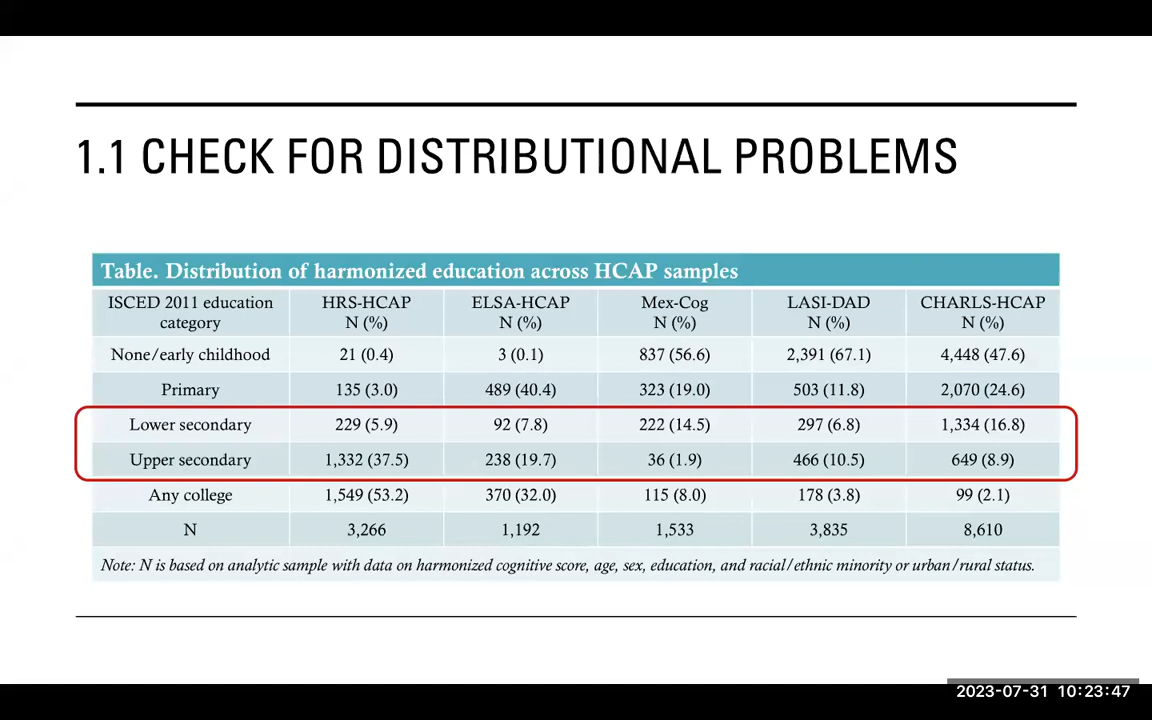 1.1 CHECK FOR DISTRIBUTIONAL PROBLEMS
Table. Distribution of harmonized education across HCAP samples
ISCED 2011 education category HRS-HCAP N (%) ELSA-HCAP N (%) Mex-Cog N (%) LASI-DAD N (%) CHARLS-HCAP N (%)
None/early childhood 21 (0.4) 3 (0.1) 837 (56.6) 2,391 (67.1) 4,448 (47.6)
Primary 135 (3.0) 489 (40.4) 323 (19.0) 503 (11.8) 2,070 (24.6)
Lower secondary 229 (5.9) 92 (7.8) 222 (14.5) 297 (6.8) 1,334 (16.8)
Upper secondary 1,332 (37.5) 238 (19.7) 36 (1.9) 466 (10.5) 649 (8.9)
Any college 1,549 (53.2) 370 (32.0) 115 (8.0) 178 (3.8) 99 (2.1)
N 3,266 1,192 1,533 3,835 8,610
Note: N is based on analytic sample with data on harmonized cognitive score, age, sex, education, and racial/ethnic minority or urban/rural status.
2023-07-31 10:23:47